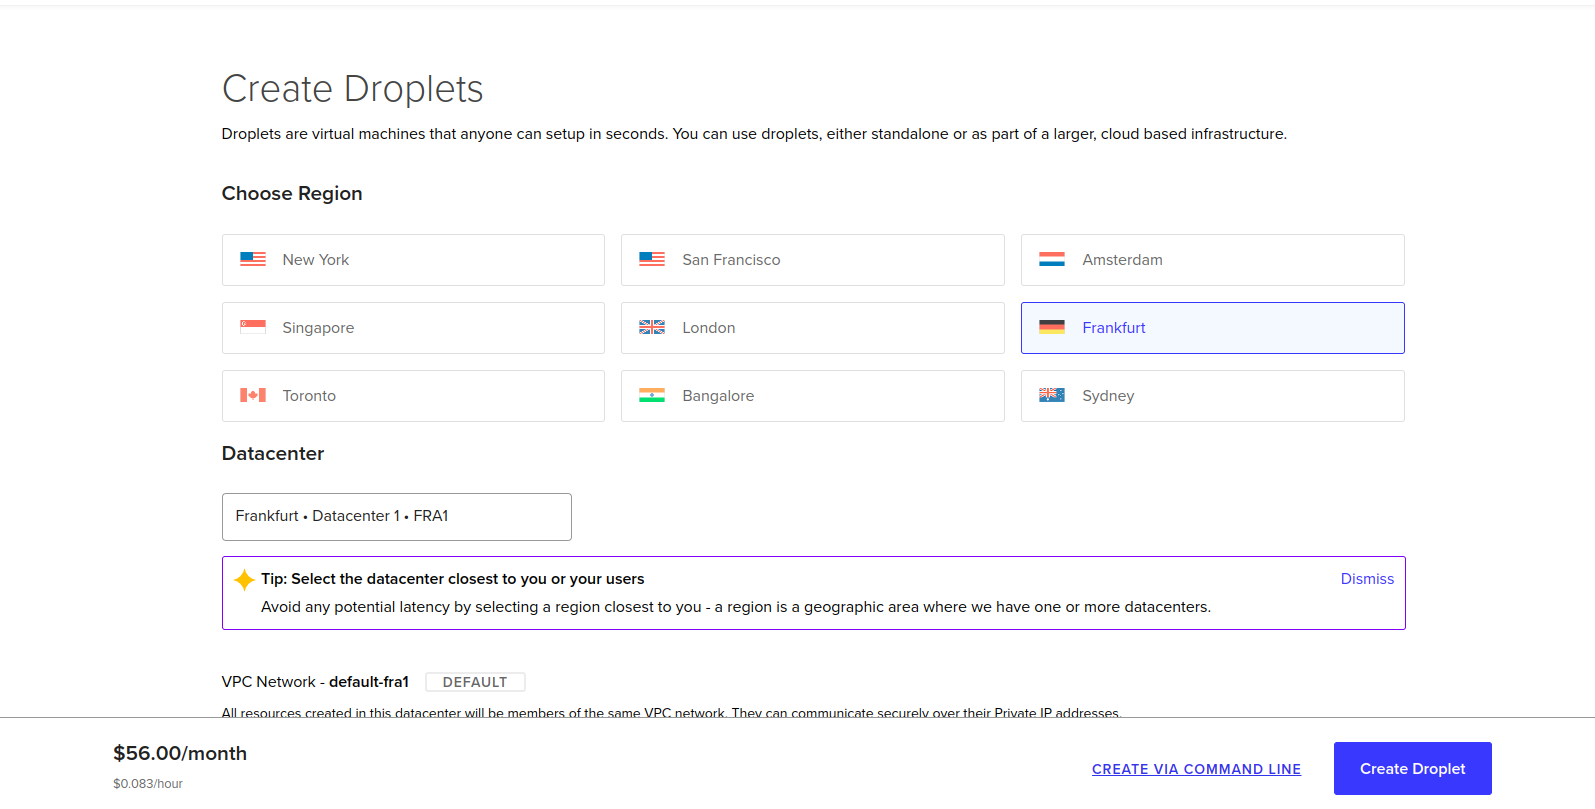 Create Droplets
Droplets are virtual machines that anyone can setup in seconds. You can use droplets, either standalone or as part of a larger, cloud based infrastructure.
Choose Region
New York
San Francisco
Amsterdam
Singapore
London
Frankfurt
Toronto
Bangalore
Sydney
Datacenter
Frankfurt • Datacenter 1 • FRA1
Tip: Select the datacenter closest to you or your users
Dismiss
Avoid any potential latency by selecting a region closest to you - a region is a geographic area where we have one or more datacenters.
VPC Network - default-fra1 DEFAULT
All resources created in this datacenter will be members of the same VPC network. They can communicate securely over their Private IP addresses.
$56.00/month
$0.083/hour
CREATE VIA COMMAND LINE
Create Droplet